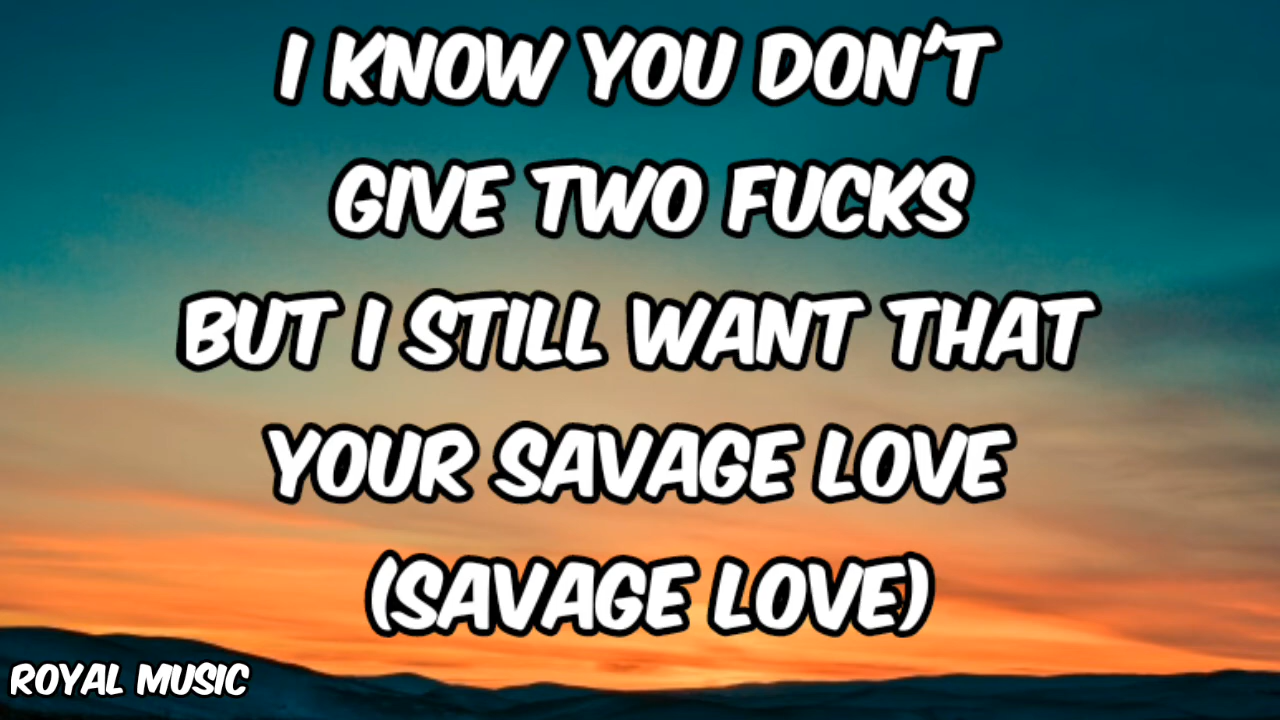 I KNOW YOU DON'T
GIVE TWO FUCKS
BUT I STILL WANT THAT
YOUR SAVAGE LOVE
(SAVAGE LOVE)
ROYAL MUSIC